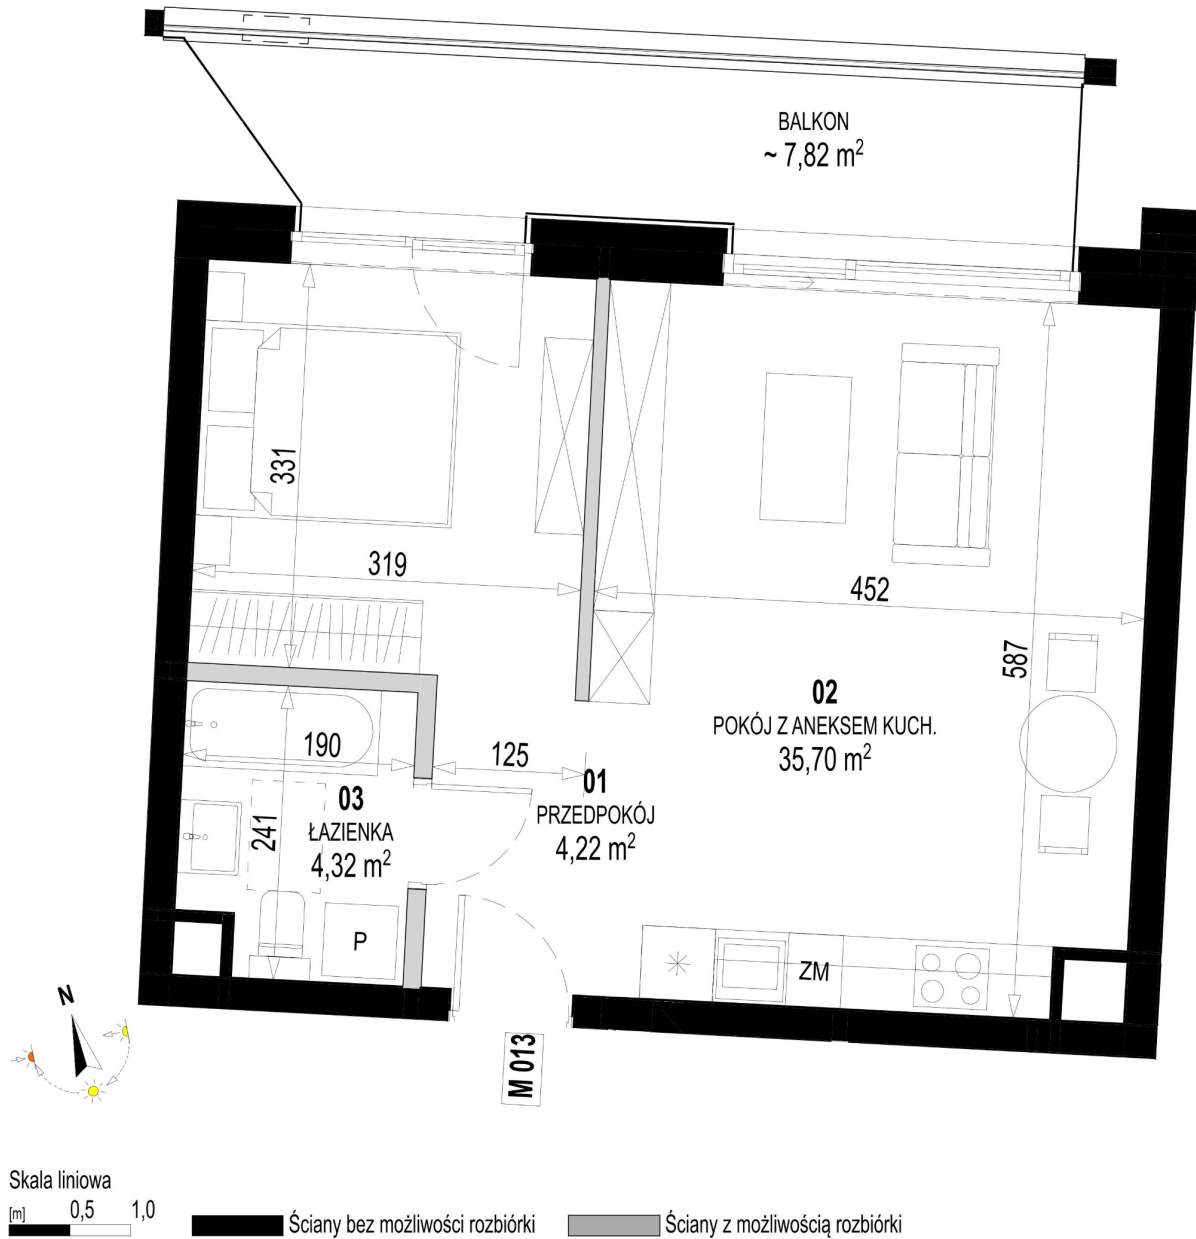 BALKON
~ 7,82 m²
331
319
452
587
02
POKÓJ Z ANEKSEM KUCH.
35,70 m²
190
125
01
PRZEDPOKÓJ
4,22 m²
03
ŁAZIENKA
4,32 m²
241
P
ZM
N
M 013
Skala liniowa
[m] 0,5 1,0
Ściany bez możliwości rozbiórki
Ściany z możliwością rozbiórki